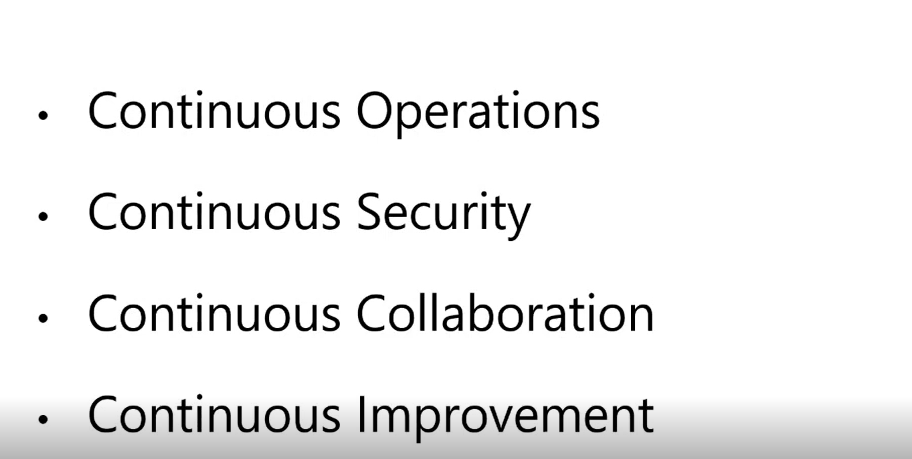 • Continuous Operations
• Continuous Security
• Continuous Collaboration
• Continuous Improvement